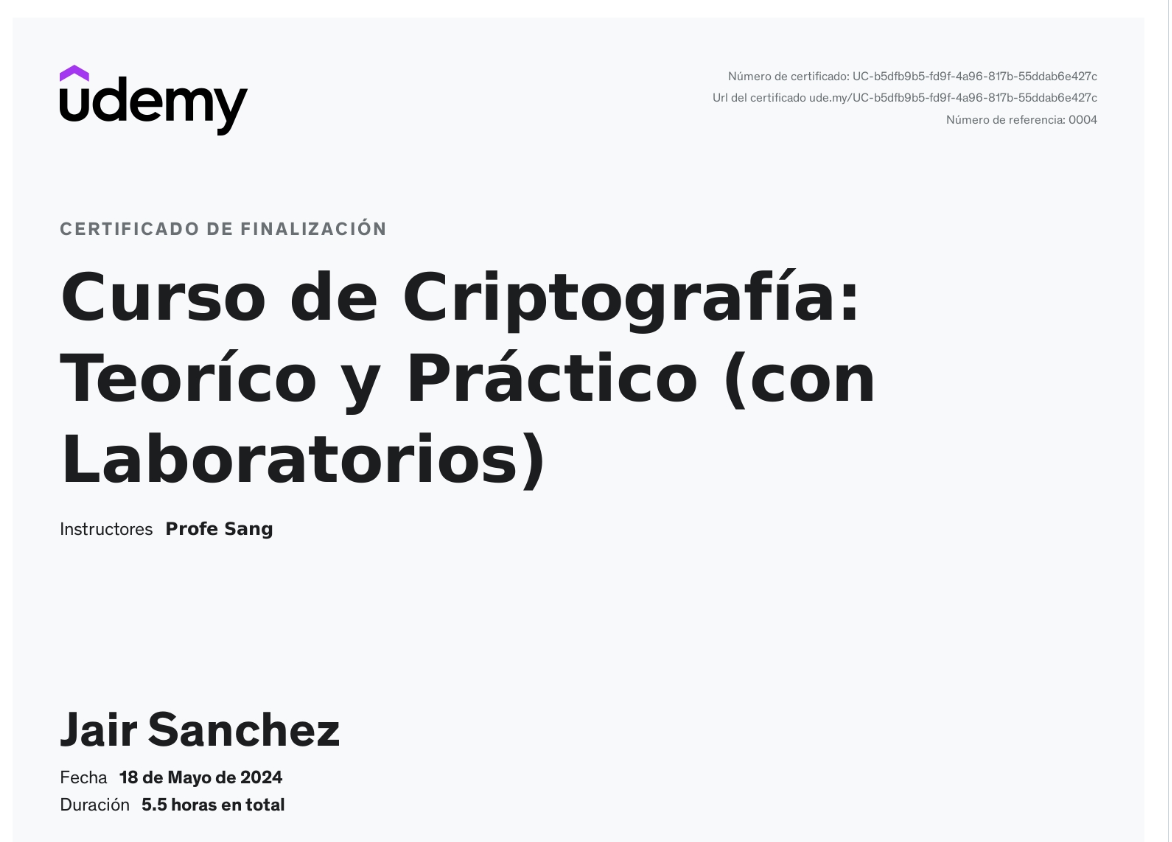 udemy
Número de certificado: UC-b5dfb9b5-fd9f-4a96-817b-55ddab6e427c
Url del certificado ude.my/UC-b5dfb9b5-fd9f-4a96-817b-55ddab6e427c
Número de referencia: 0004
CERTIFICADO DE FINALIZACIÓN
Curso de Criptografía:
Teoríco y Práctico (con
Laboratorios)
Instructores Profe Sang
Jair Sanchez
Fecha 18 de Mayo de 2024
Duración 5.5 horas en total